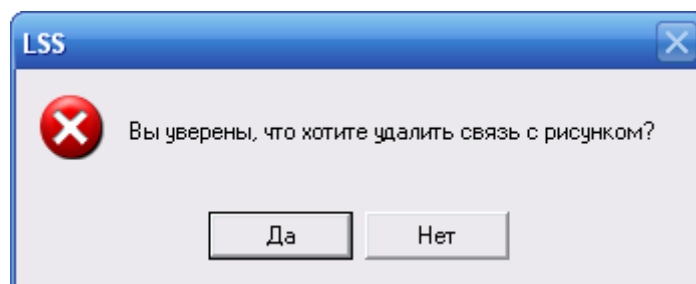 LSS
Вы уверены, что хотите удалить связь с рисунком?
Да
Нет